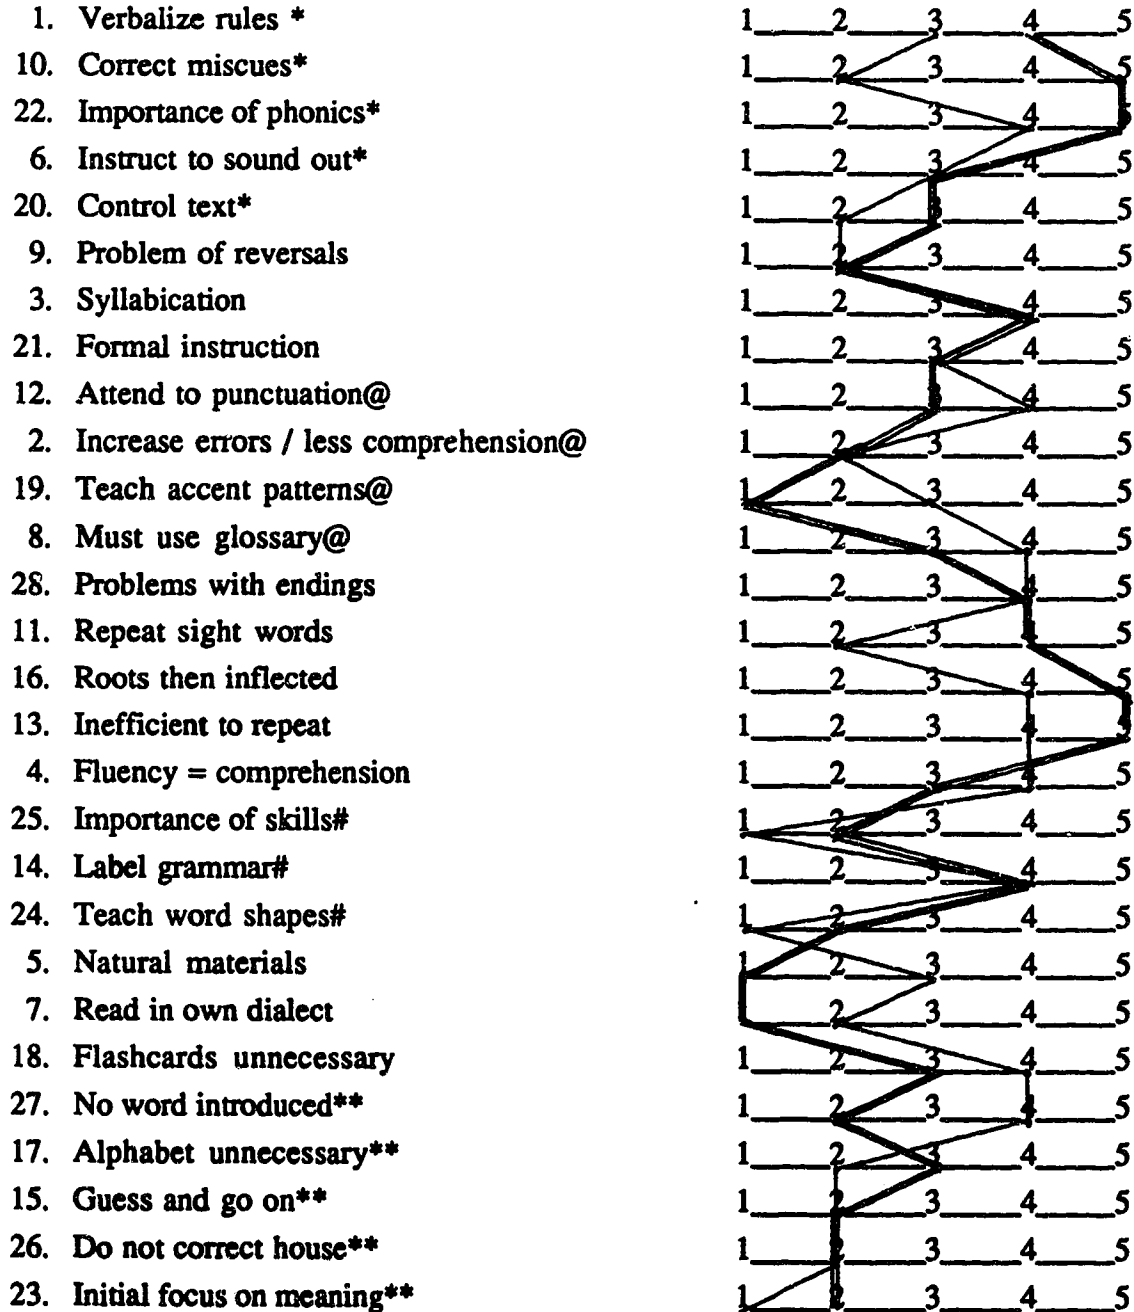 1. Verbalize rules * 1 2 3 4 5
10. Correct miscues* 1 2 3 4 5
22. Importance of phonics* 1 2 3 4 5
6. Instruct to sound out* 1 2 3 4 5
20. Control text* 1 2 3 4 5
9. Problem of reversals 1 2 3 4 5
3. Syllabication 1 2 3 4 5
21. Formal instruction 1 2 3 4 5
12. Attend to punctuation@ 1 2 3 4 5
2. Increase errors / less comprehension@ 1 2 3 4 5
19. Teach accent patterns@ 1 2 3 4 5
8. Must use glossary@ 1 2 3 4 5
28. Problems with endings 1 2 3 4 5
11. Repeat sight words 1 2 3 4 5
16. Roots then inflected 1 2 3 4 5
13. Inefficient to repeat 1 2 3 4 5
4. Fluency = comprehension 1 2 3 4 5
25. Importance of skills# 1 2 3 4 5
14. Label grammar# 1 2 3 4 5
24. Teach word shapes# 1 2 3 4 5
5. Natural materials 1 2 3 4 5
7. Read in own dialect 1 2 3 4 5
18. Flashcards unnecessary 1 2 3 4 5
27. No word introduced** 1 2 3 4 5
17. Alphabet unnecessary** 1 2 3 4 5
15. Guess and go on** 1 2 3 4 5
26. Do not correct house** 1 2 3 4 5
23. Initial focus on meaning** 1 2 3 4 5